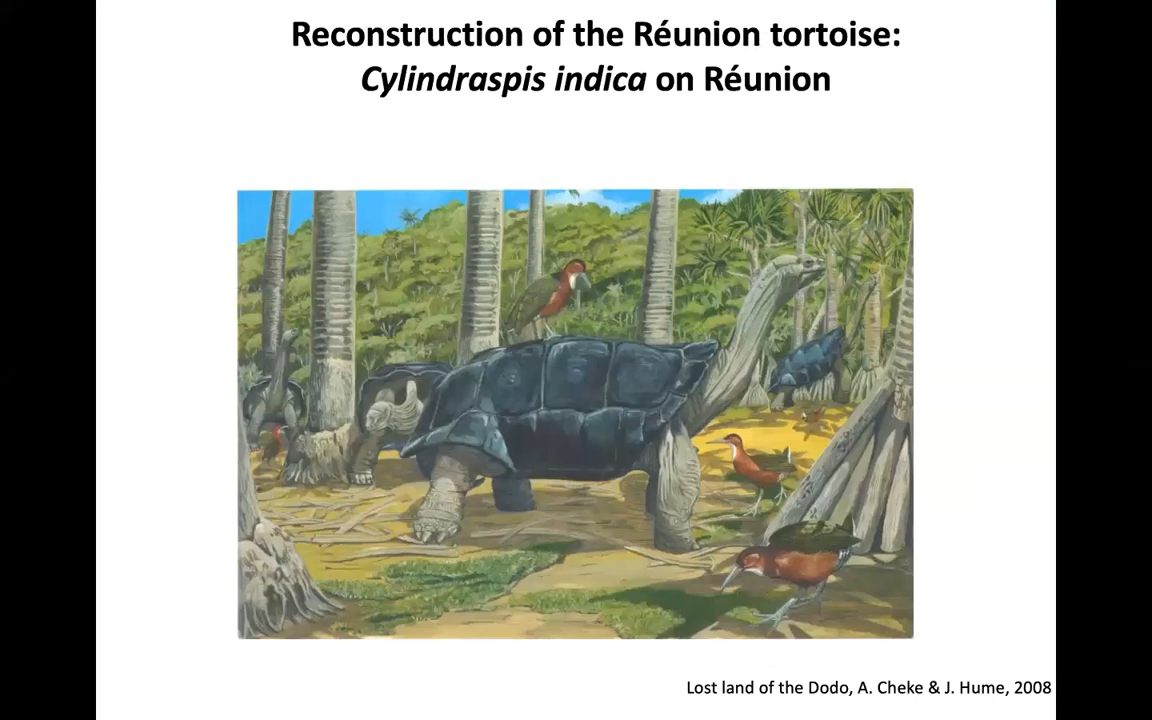 Reconstruction of the Réunion tortoise:
Cylindraspis indica on Réunion
Lost land of the Dodo, A. Cheke & J. Hume, 2008